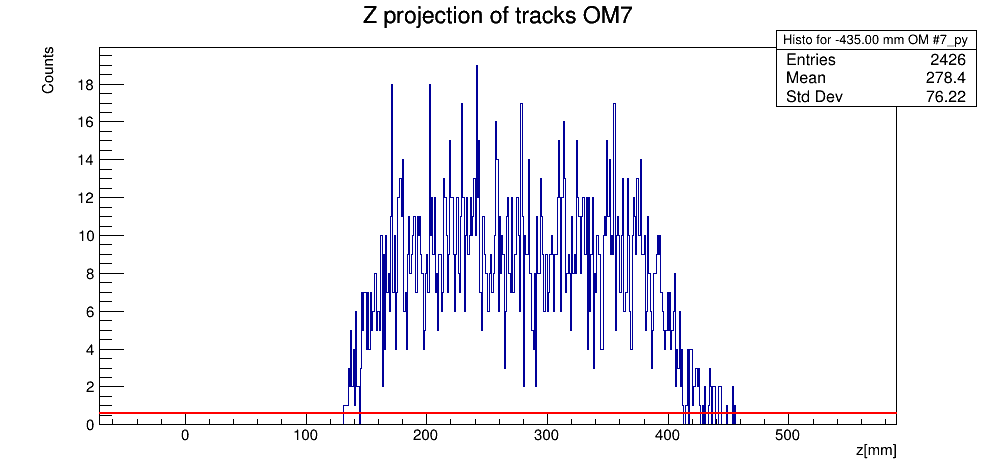 Z projection of tracks OM7
Histo for -435.00 mm OM #7_py
Entries 2426
Mean 278.4
Std Dev 76.22
Counts
18
16
14
12
10
8
6
4
2
0
0 100 200 300 400 500
z[mm]